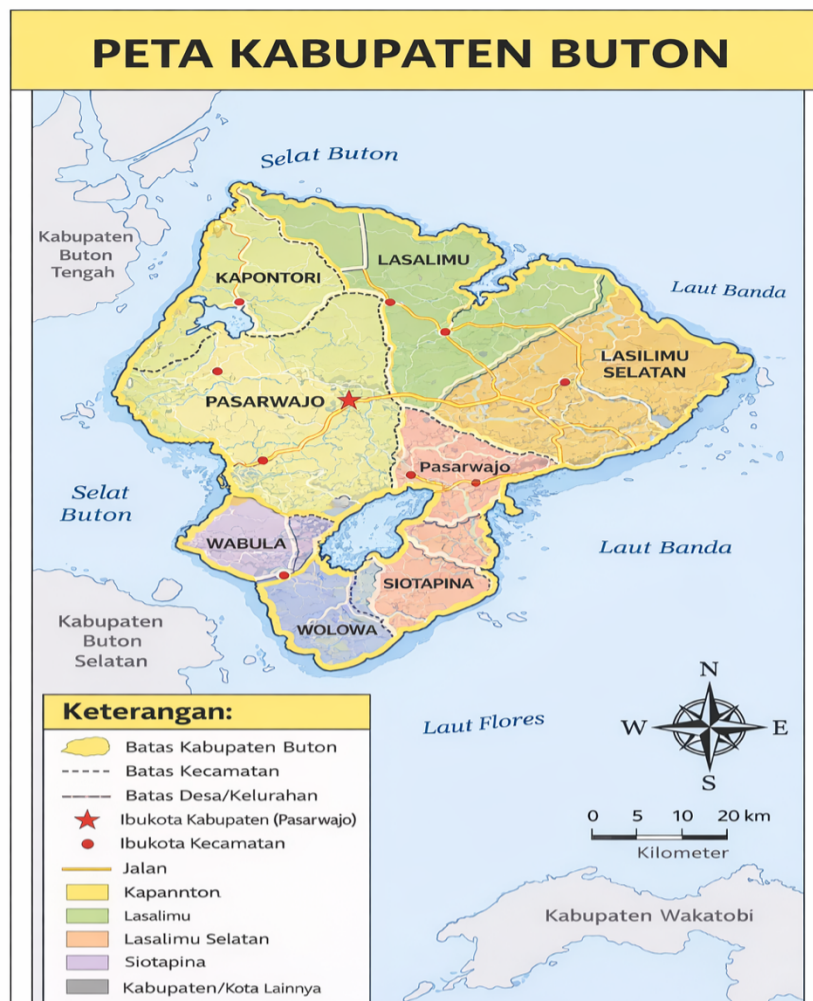 PETA KABUPATEN BUTON
Selat Buton
Kabupaten
Buton
Tengah
LASALIMU
KAPONTORI
Laut Banda
LASILIMU
SELATAN
PASARWAJO
Pasarwajo
Selat
Buton
WABULA
Laut Banda
SIOTAPINA
Kabupaten
Buton
Selatan
WOLOWA
Laut Flores
N
W
E
S
0 5 10 20 km
Kilometer
Kabupaten Wakatobi
Keterangan:
Batas Kabupaten Buton
Batas Kecamatan
Batas Desa/Kelurahan
Ibukota Kabupaten (Pasarwajo)
Ibukota Kecamatan
Jalan
Kapannton
Lasalimu
Lasalimu Selatan
Siotapina
Kabupaten/Kota Lainnya